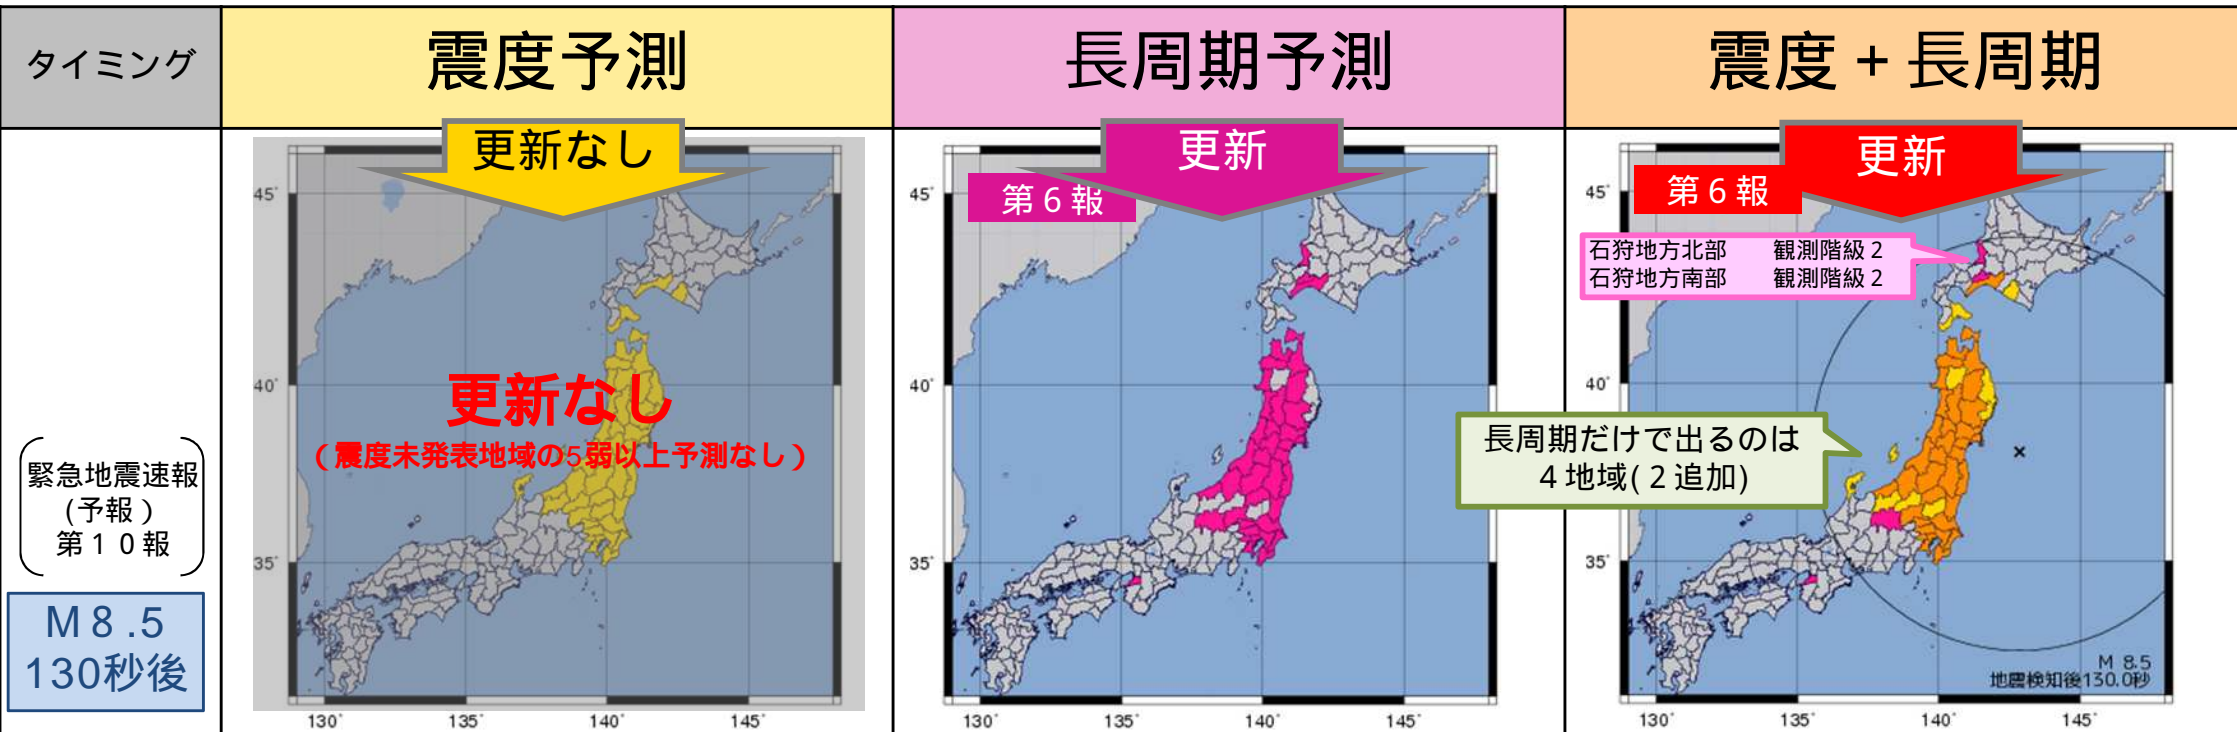 タイミング
震度予測
長周期予測
震度+長周期
緊急地震速報
(予報)
第10報
M8.5
130秒後
更新なし
更新なし
(震度未発表地域の5弱以上予測なし)
45°
40°
35°
130°
135°
140°
145°
更新
第6報
45°
40°
35°
130°
135°
140°
145°
更新
第6報
石狩地方北部 観測階級2
石狩地方南部 観測階級2
長周期だけで出るのは
4地域(2追加)
45°
40°
35°
M 8.5
地震検知後130.0秒
130°
135°
140°
145°